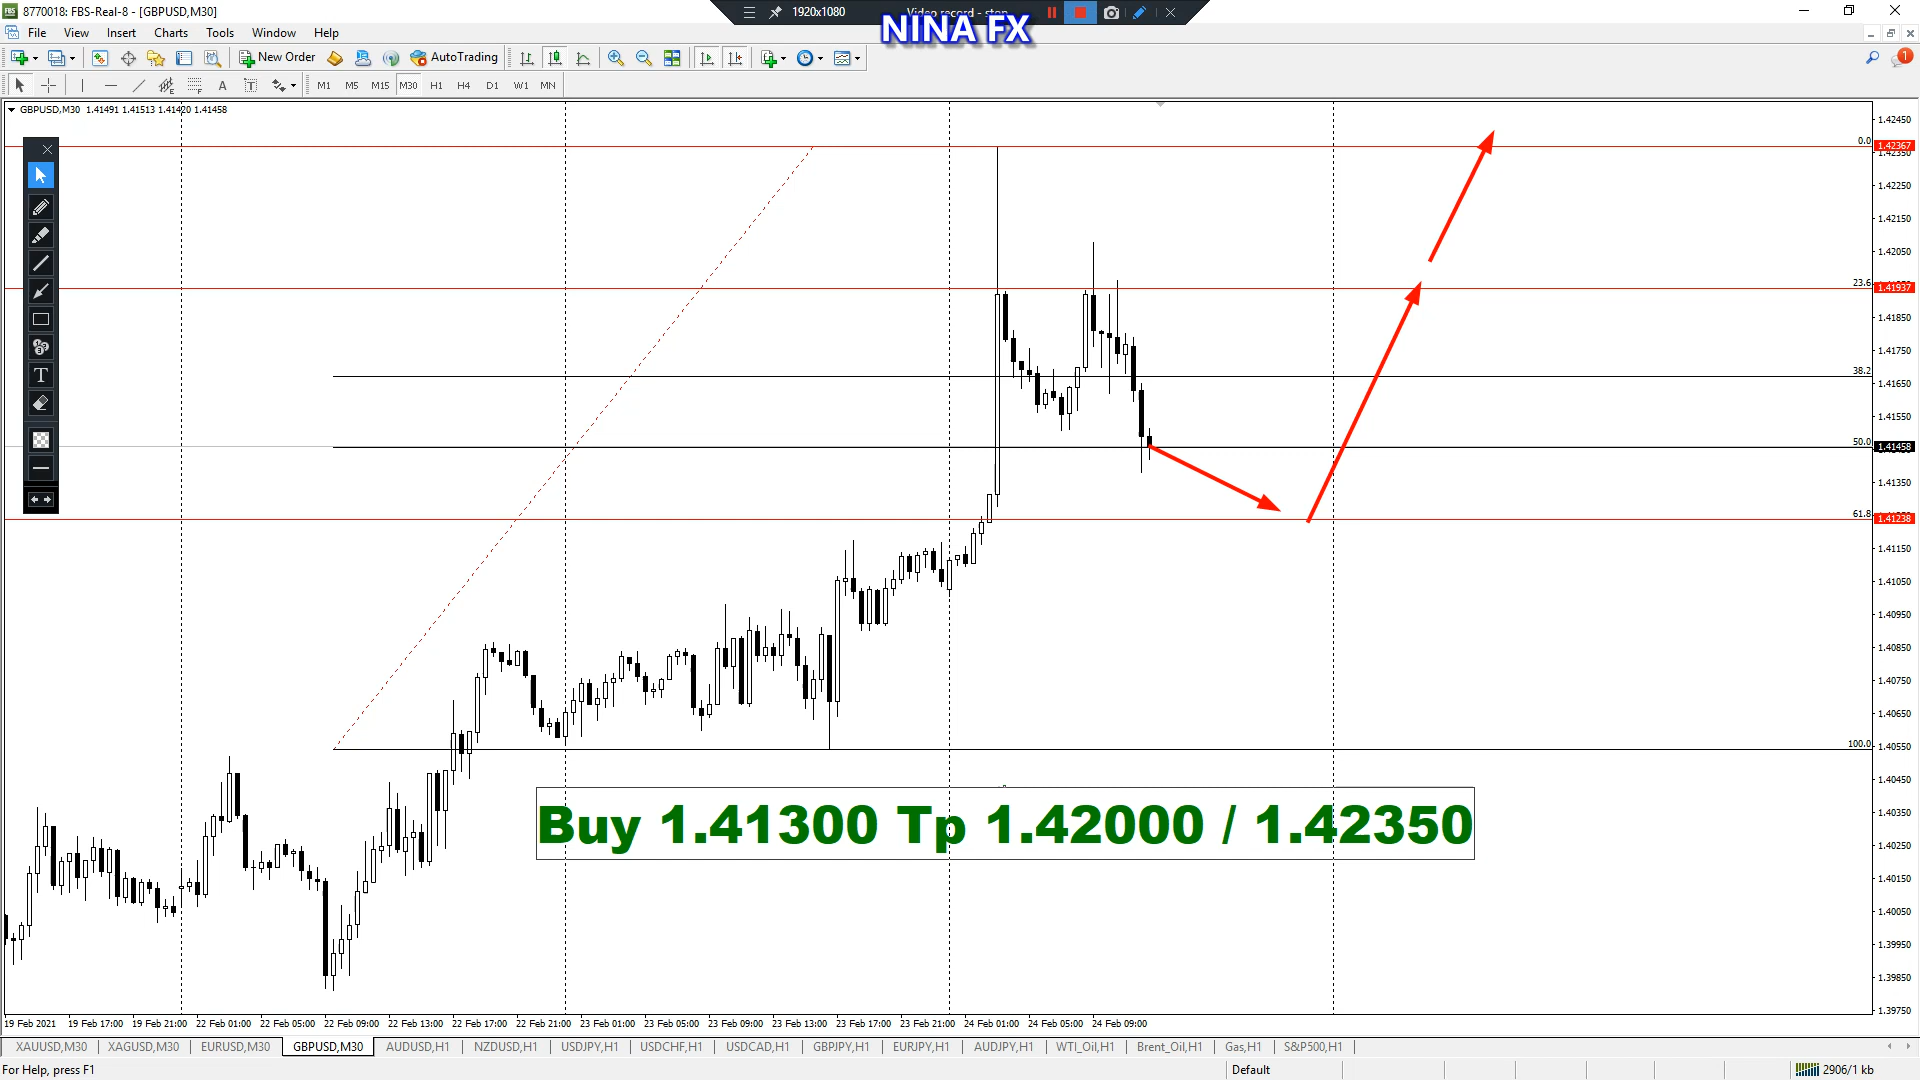 8770018: FBS-Real-8 - [GBPUSD,M30]
1920x1080
NINA FX
File View Insert Charts Tools Window Help
New Order AutoTrading
1
A T
M1 M5 M15 M30 H1 H4 D1 W1 MN
GBPUSD,M30 1.41491 1.41513 1.41420 1.41458
1.42450
0.0 1.42367
1.42350
1.42250
1.42150
1.42050
23.6 1.41937
1.41850
1.41750
38.2
1.41650
1.41550
50.0 1.41458
1.41350
61.8 1.41238
1.41150
1.41050
1.40950
1.40850
1.40750
1.40650
100.0
1.40550
1.40450
1.40350
1.40250
1.40150
1.40050
1.39950
1.39850
1.39750
T
Buy 1.41300 Tp 1.42000 / 1.42350
19 Feb 2021 19 Feb 17:00 19 Feb 21:00 22 Feb 01:00 22 Feb 05:00 22 Feb 09:00 22 Feb 13:00 22 Feb 17:00 22 Feb 21:00 23 Feb 01:00 23 Feb 05:00 23 Feb 09:00 23 Feb 13:00 23 Feb 17:00 23 Feb 21:00 24 Feb 01:00 24 Feb 05:00 24 Feb 09:00
XAUUSD,M30 XAGUSD,M30 EURUSD,M30 GBPUSD,M30 AUDUSD,H1 NZDUSD,H1 USDJPY,H1 USDCHF,H1 USDCAD,H1 GBPJPY,H1 EURJPY,H1 AUDJPY,H1 WTI_Oil,H1 Brent_Oil,H1 Gas,H1 S&P500,H1
For Help, press F1 Default 2906/1 kb